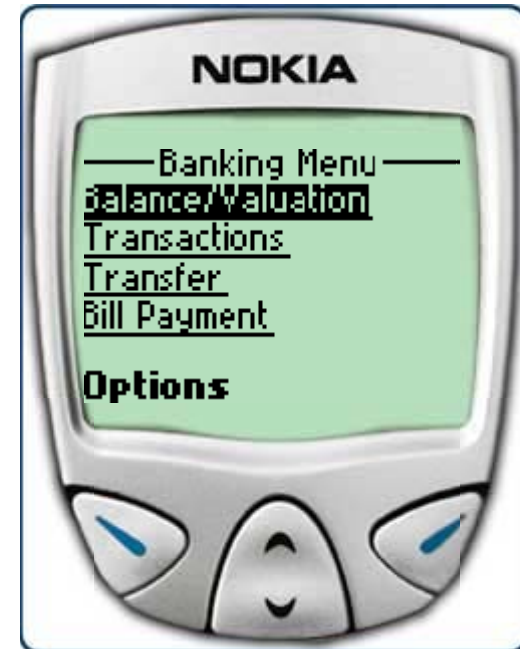 NOKIA
Banking Menu
Balance/Valuation
Transactions
Transfer
Bill Payment
Options